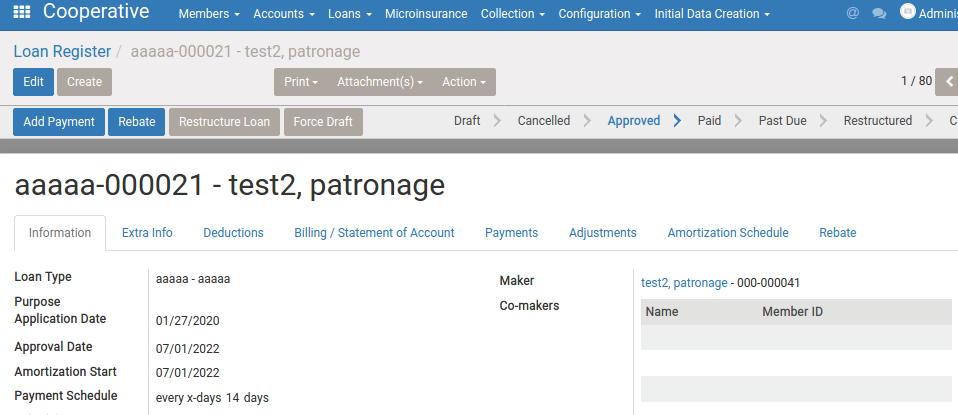 Cooperative Members Accounts Loans Microinsurance Collection Configuration Initial Data Creation @ Adminis
Loan Register / aaaaa-000021 - test2, patronage
Edit Create Print Attachment(s) Action 1 / 80
Add Payment Rebate Restructure Loan Force Draft Draft Cancelled Approved Paid Past Due Restructured C
aaaaa-000021 - test2, patronage
Information Extra Info Deductions Billing / Statement of Account Payments Adjustments Amortization Schedule Rebate
Loan Type aaaaa - aaaaa Maker test2, patronage - 000-000041
Purpose Co-makers
Name Member ID
Application Date 01/27/2020
Approval Date 07/01/2022
Amortization Start 07/01/2022
Payment Schedule every x-days 14 days